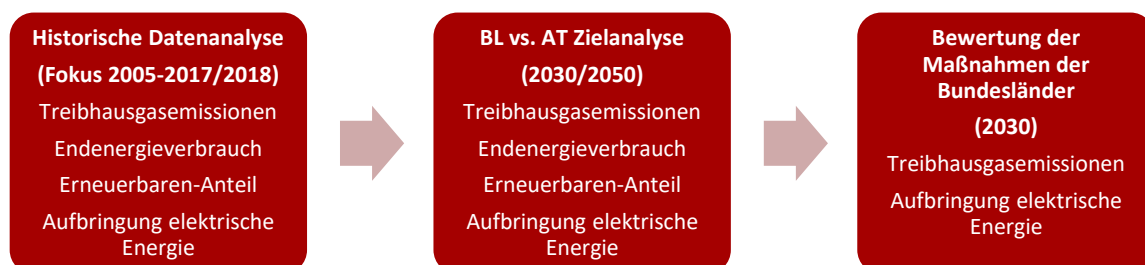 Historische Datenanalyse
(Fokus 2005-2017/2018)
Treibhausgasemissionen
Endenergieverbrauch
Erneuerbaren-Anteil
Aufbringung elektrische
Energie
BL vs. AT Zielanalyse
(2030/2050)
Treibhausgasemissionen
Endenergieverbrauch
Erneuerbaren-Anteil
Aufbringung elektrische
Energie
Bewertung der
Maßnahmen der
Bundesländer
(2030)
Treibhausgasemissionen
Aufbringung elektrische
Energie